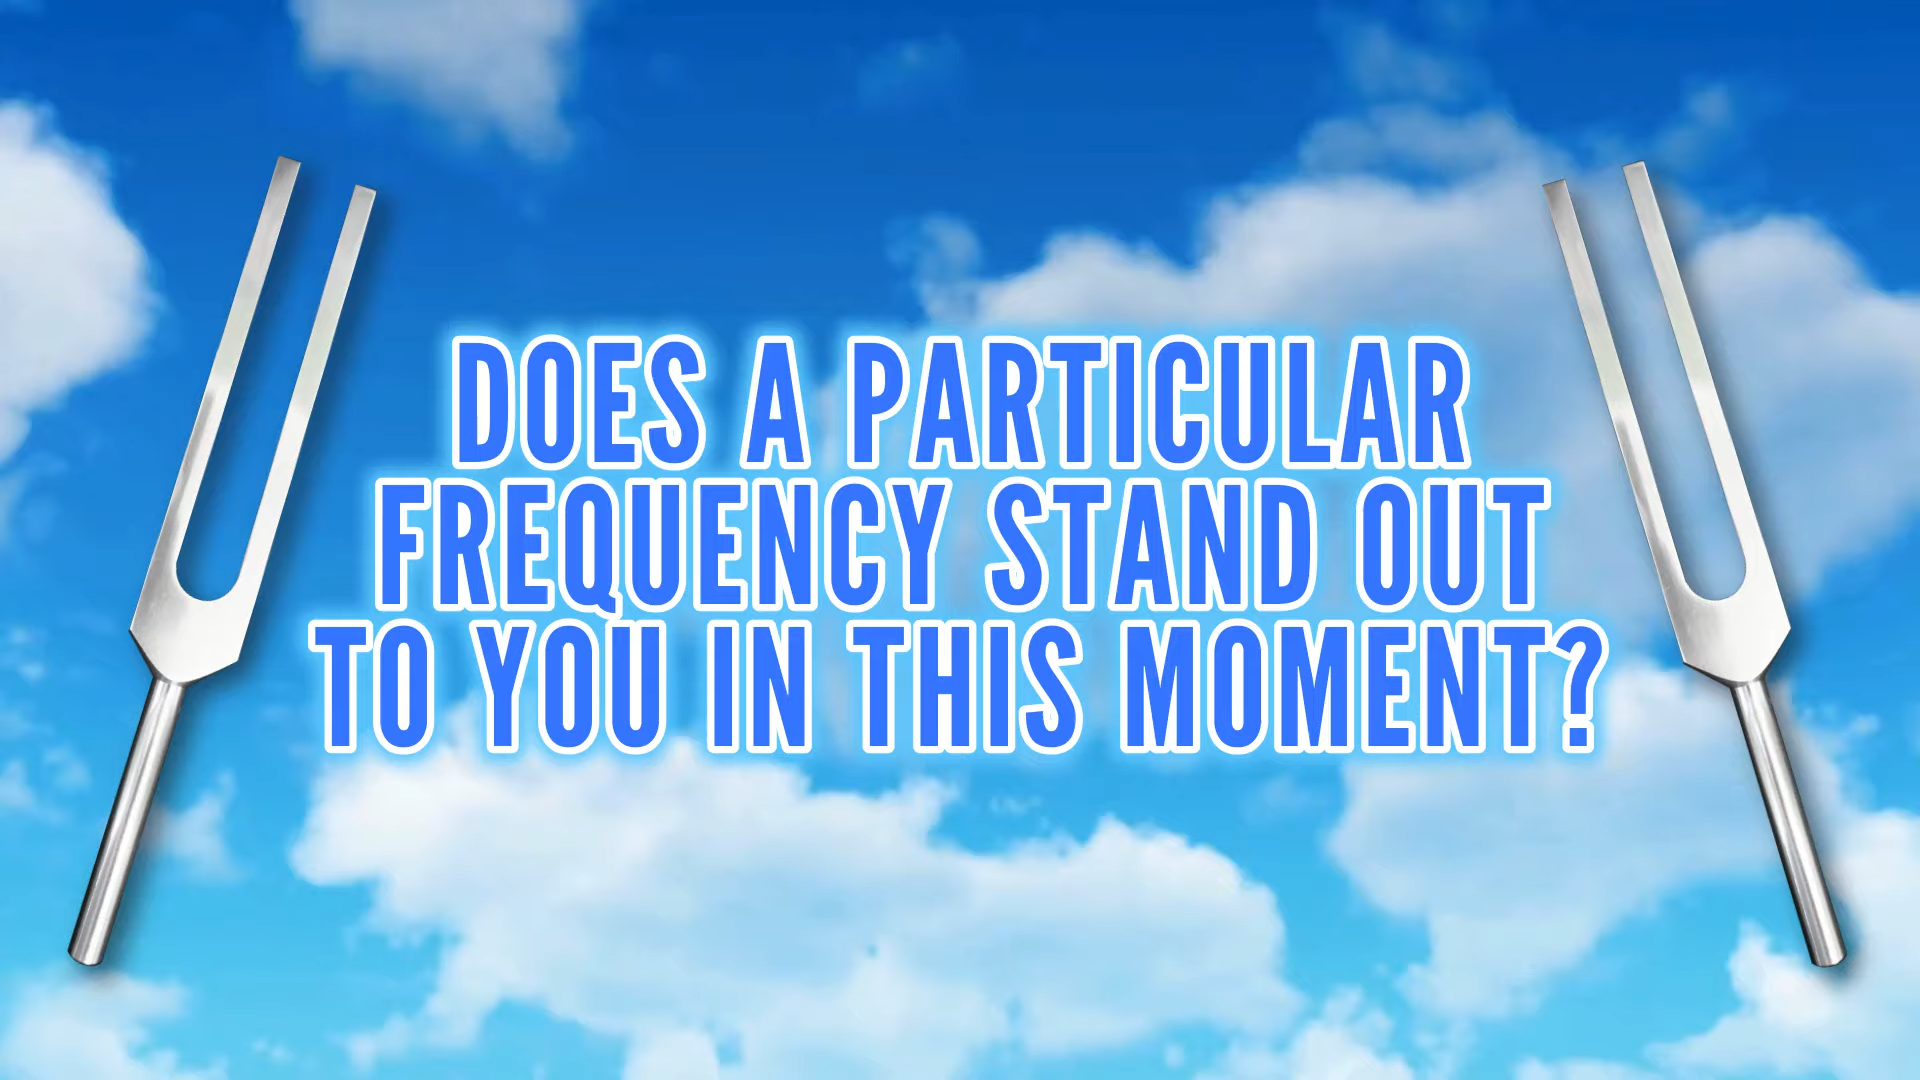 DOES A PARTICULAR
FREQUENCY STAND OUT
TO YOU IN THIS MOMENT?